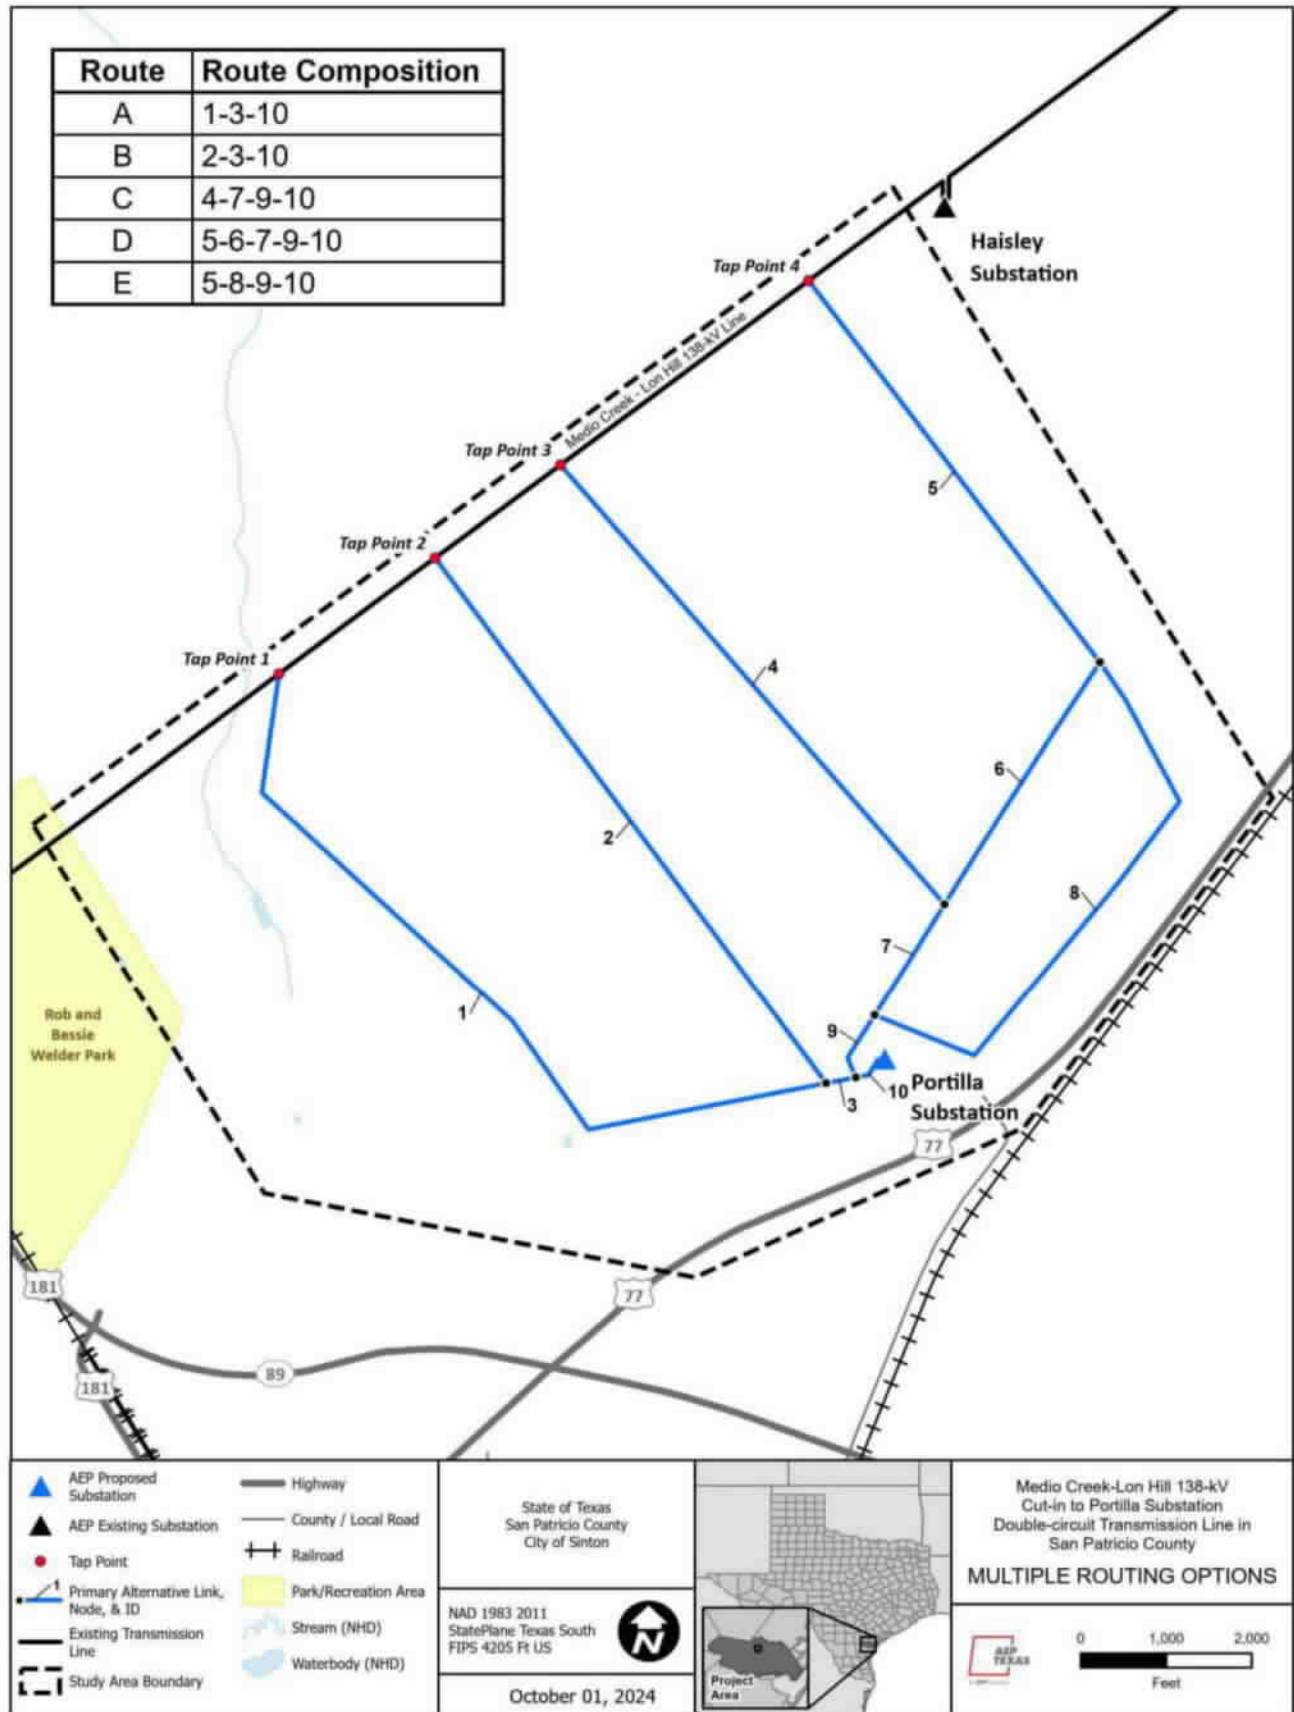 Route Route Composition
A 1-3-10
B 2-3-10
C 4-7-9-10
D 5-6-7-9-10
E 5-8-9-10
Haisley
Substation
Tap Point 4
Medio Creek - Lon Hill 138-kV Line
Tap Point 3
5
Tap Point 2
Tap Point 1
4
6
2
8
7
Rob and
Bessie
Welder Park
1
9
Portilla
Substation
10
3
77
77
181
89
181
AEP Proposed
Substation
AEP Existing Substation
Tap Point
1
Primary Alternative Link,
Node, & ID
Existing Transmission
Line
Study Area Boundary
Highway
County / Local Road
Railroad
Park/Recreation Area
Stream (NHD)
Waterbody (NHD)
State of Texas
San Patricio County
City of Sinton
NAD 1983 2011
StatePlane Texas South
FIPS 4205 Ft US
N
October 01, 2024
Project
Area
Medio Creek-Lon Hill 138-kV
Cut-in to Portilla Substation
Double-circuit Transmission Line in
San Patricio County
MULTIPLE ROUTING OPTIONS
AEP
TEXAS
0 1,000 2,000
Feet